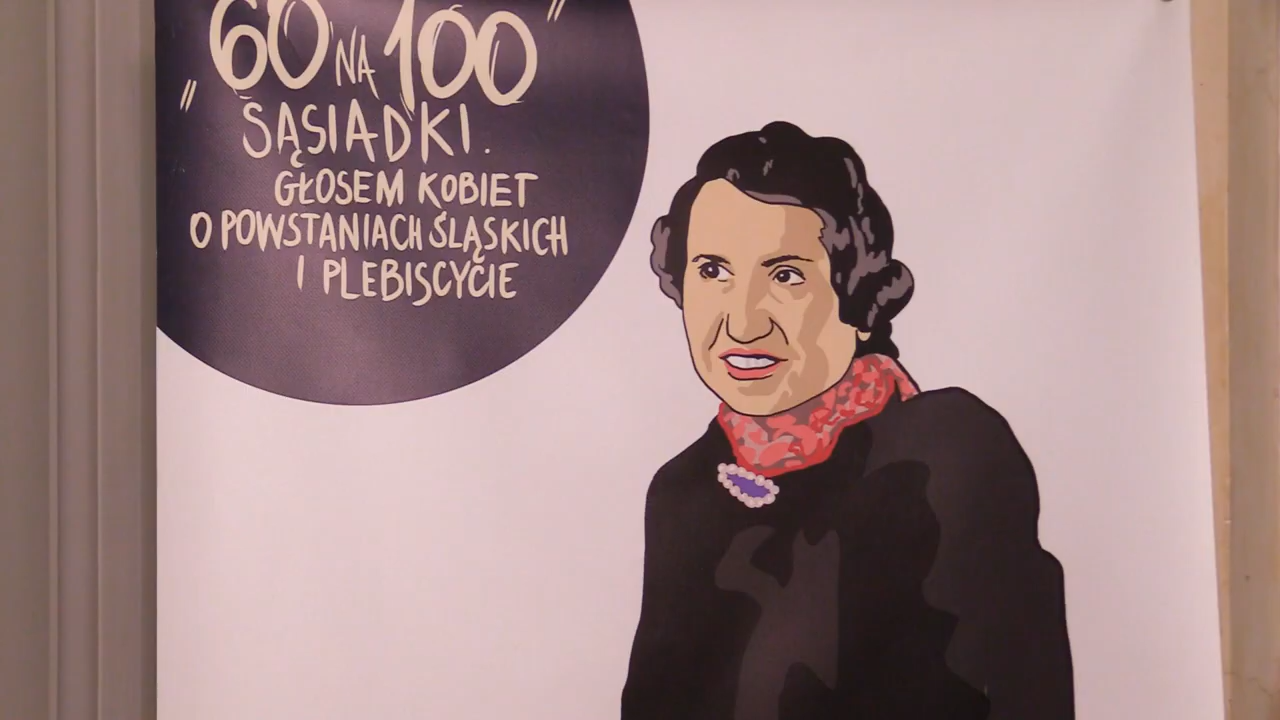 "60 NA 100"
"SĄSIADKI.
GŁOSEM KOBIET
O POWSTANIACH ŚLĄSKICH
I PLEBISCYCIE